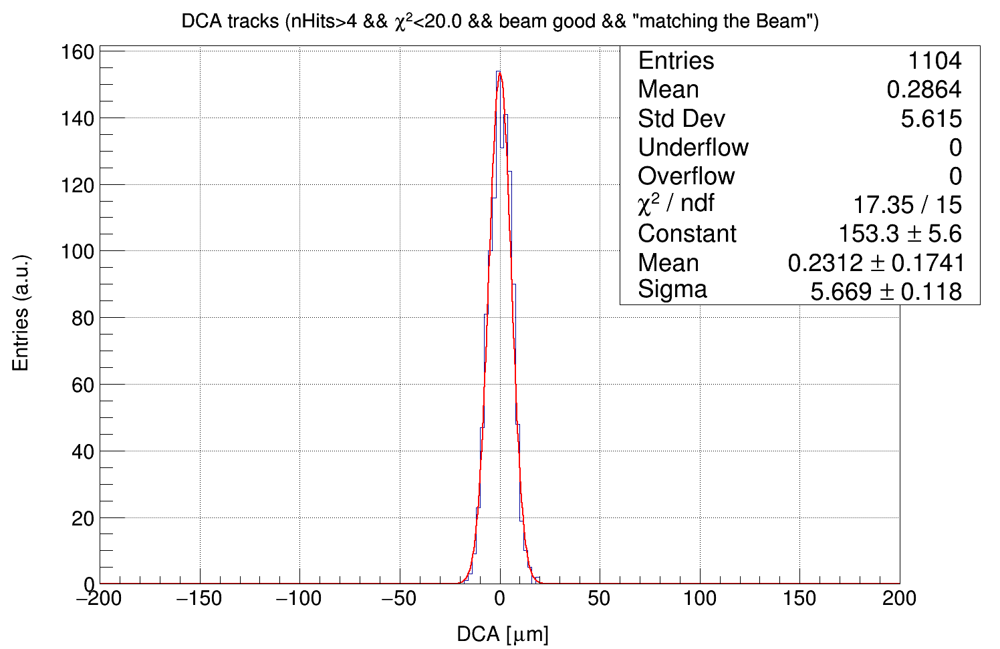 DCA tracks (nHits>4 && χ²<20.0 && beam good && "matching the Beam")
Entries 1104
Mean 0.2864
Std Dev 5.615
Underflow 0
Overflow 0
χ² / ndf 17.35 / 15
Constant 153.3 ± 5.6
Mean 0.2312 ± 0.1741
Sigma 5.669 ± 0.118
160
140
120
100
80
60
40
20
0
Entries (a.u.)
−200 −150 −100 −50 0 50 100 150 200
DCA [μm]